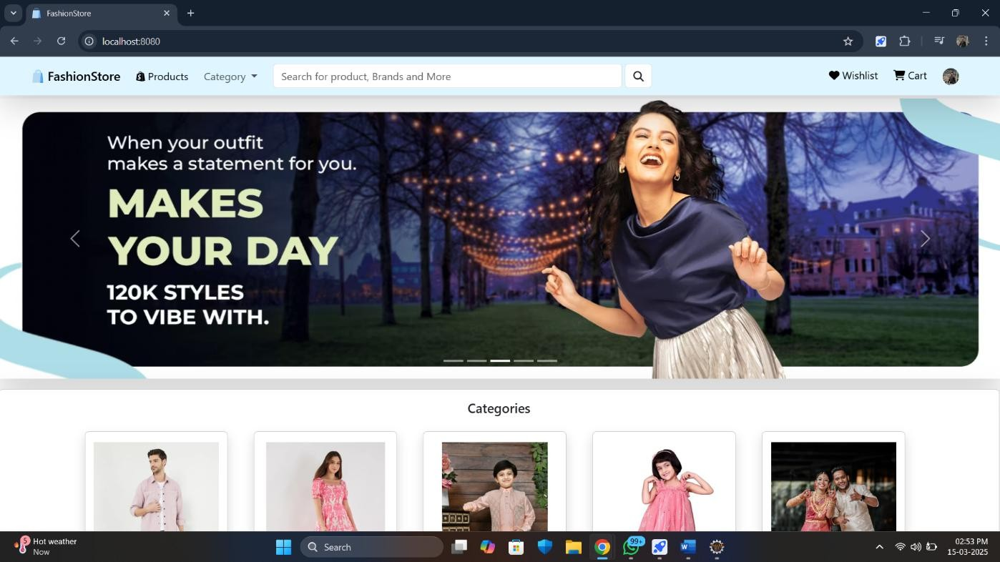 FashionStore
localhost:8080
FashionStore
Products
Category
Search for product, Brands and More
Wishlist
Cart
When your outfit
makes a statement for you.
MAKES
YOUR DAY
120K STYLES
TO VIBE WITH.
Categories
5
Hot weather
Now
Search
99+
W
02:53 PM
15-03-2025